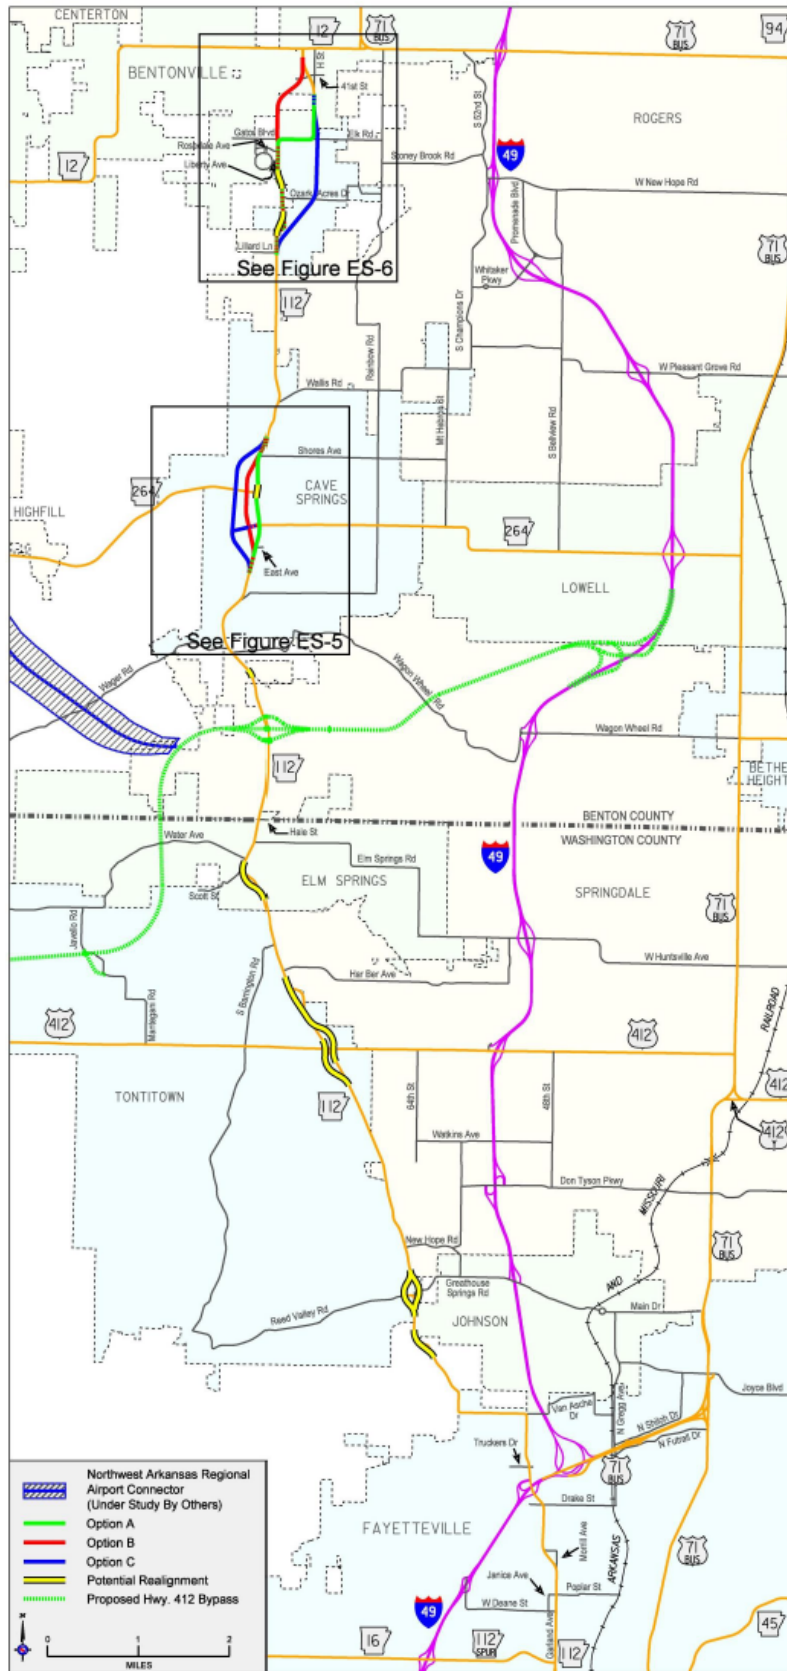 CENTERTON
12
71
BUS
94
BENTONVILLE
SH
41st St
ROGERS
S 52nd St
Gator Blvd
Elk Rd
Rosedale Ave
Liberty Ave
Stoney Brook Rd
49
12
Ozark Acres Dr
W New Hope Rd
Promenade Blvd
Lillard Ln
See Figure ES-6
71
BUS
Whitaker
Pkwy
112
S Champions Dr
Rainbow Rd
W Pleasant Grove Rd
Wallis Rd
Mt Hebron St
S Bellview Rd
Shores Ave
264
CAVE
SPRINGS
HIGHFILL
264
East Ave
LOWELL
See Figure ES-5
Wager Rd
Wagon Wheel Rd
Wagon Wheel Rd
112
BETHE
HEIGHT
BENTON COUNTY
Hale St
WASHINGTON COUNTY
Water Ave
Elm Springs Rd
49
Scott St
ELM SPRINGS
SPRINGDALE
71
BUS
Javello Rd
S Barrington Rd
Har Ber Ave
W Huntsville Ave
Mantegani Rd
RAILROAD
412
412
412
TONTITOWN
112
64th St
48th St
412
Watkins Ave
Don Tyson Pkwy
MISSOURI
71
BUS
New Hope Rd
Greathouse
Springs Rd
AND
Main Dr
Reed Valley Rd
JOHNSON
Joyce Blvd
Van Asche
Dr
N Gregg Ave
N Shiloh Dr
N Futrall Dr
Truckers Dr
71
BUS
Northwest Arkansas Regional
Airport Connector
(Under Study By Others)
Drake St
Option A
FAYETTEVILLE
Option B
Morrill Ave
71
BUS
Option C
ARKANSAS
Potential Realignment
Janice Ave
Poplar St
Proposed Hwy. 412 Bypass
W Deane St
49
Garland Ave
45
N
16
112
SPUR
112
0 1 2
MILES